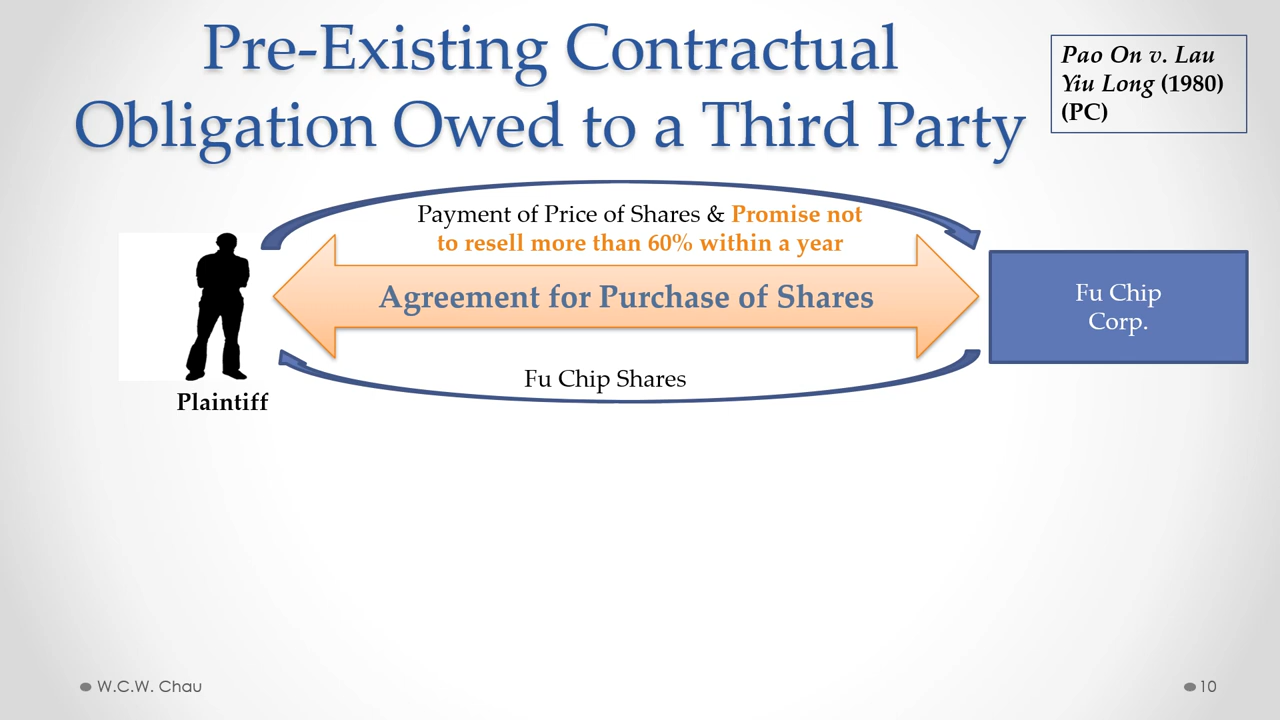 Pre-Existing Contractual
Obligation Owed to a Third Party
Pao On v. Lau
Yiu Long (1980)
(PC)
Payment of Price of Shares & Promise not
to resell more than 60% within a year
Agreement for Purchase of Shares
Fu Chip
Corp.
Fu Chip Shares
Plaintiff
W.C.W. Chau
10